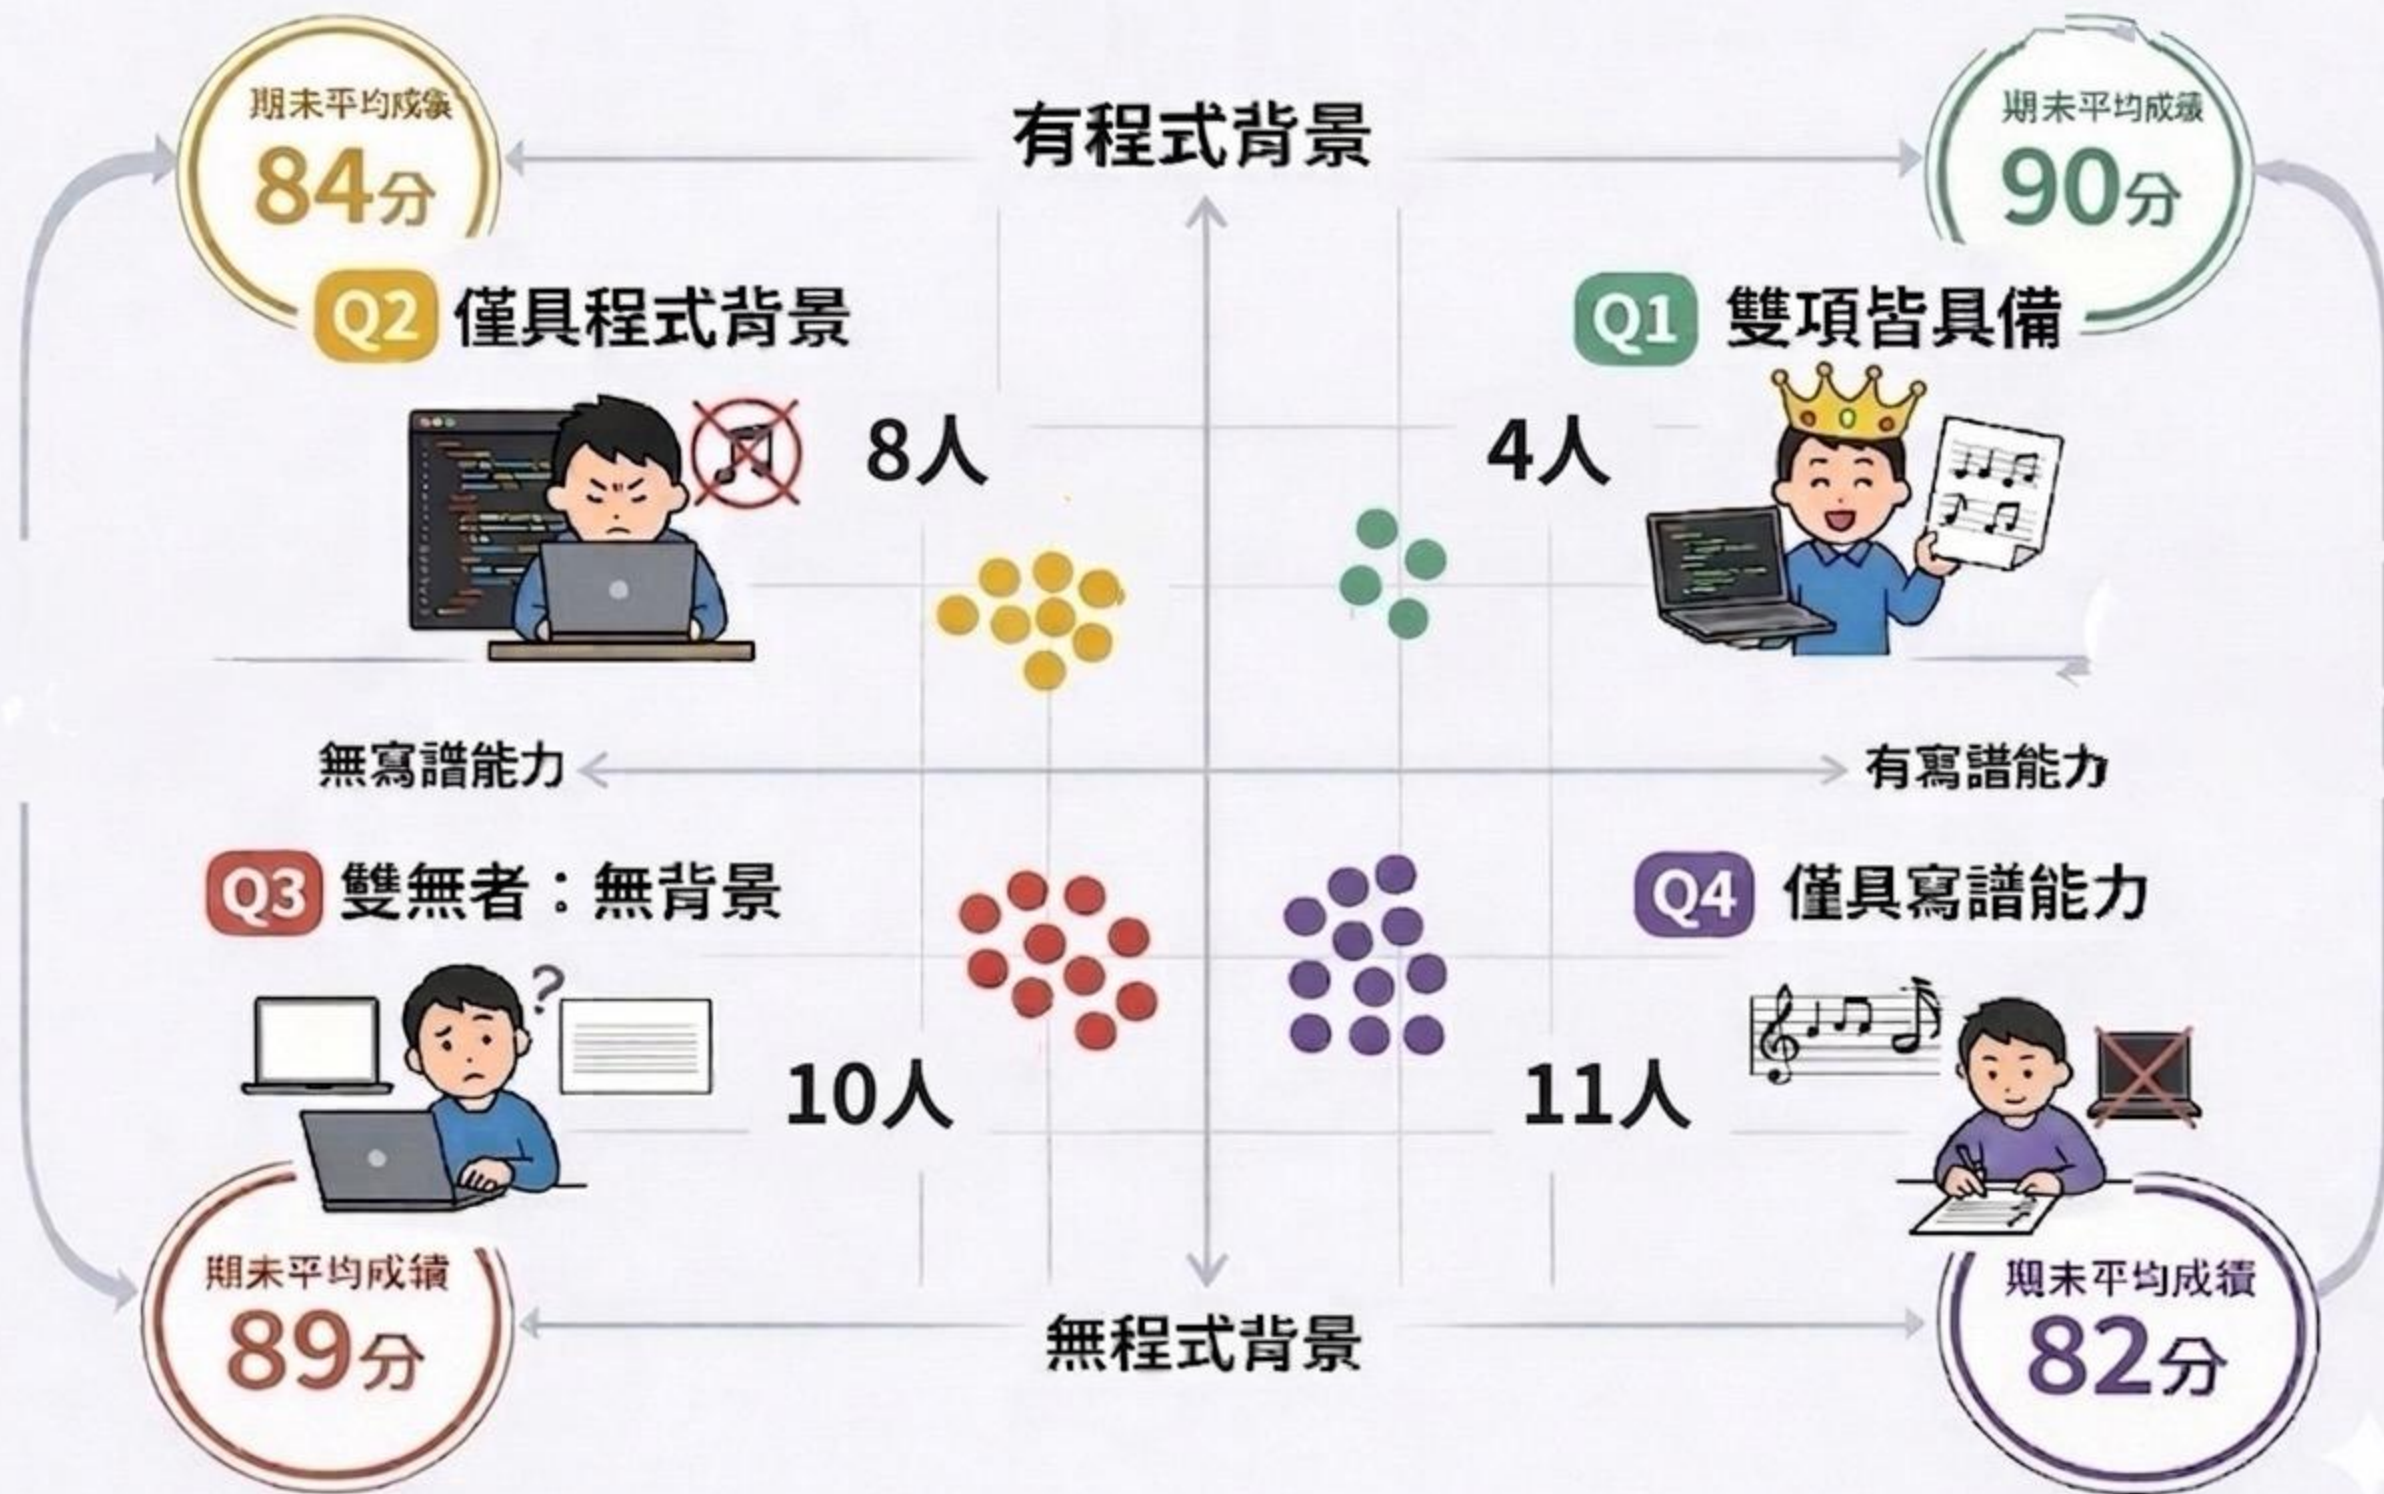 期末平均成績
84分
有程式背景
期末平均成績
90分
Q2 僅具程式背景
Q1 雙項皆具備
8人
4人
無寫譜能力
有寫譜能力
Q3 雙無者：無背景
Q4 僅具寫譜能力
?
10人
11人
期末平均成績
89分
無程式背景
期末平均成績
82分